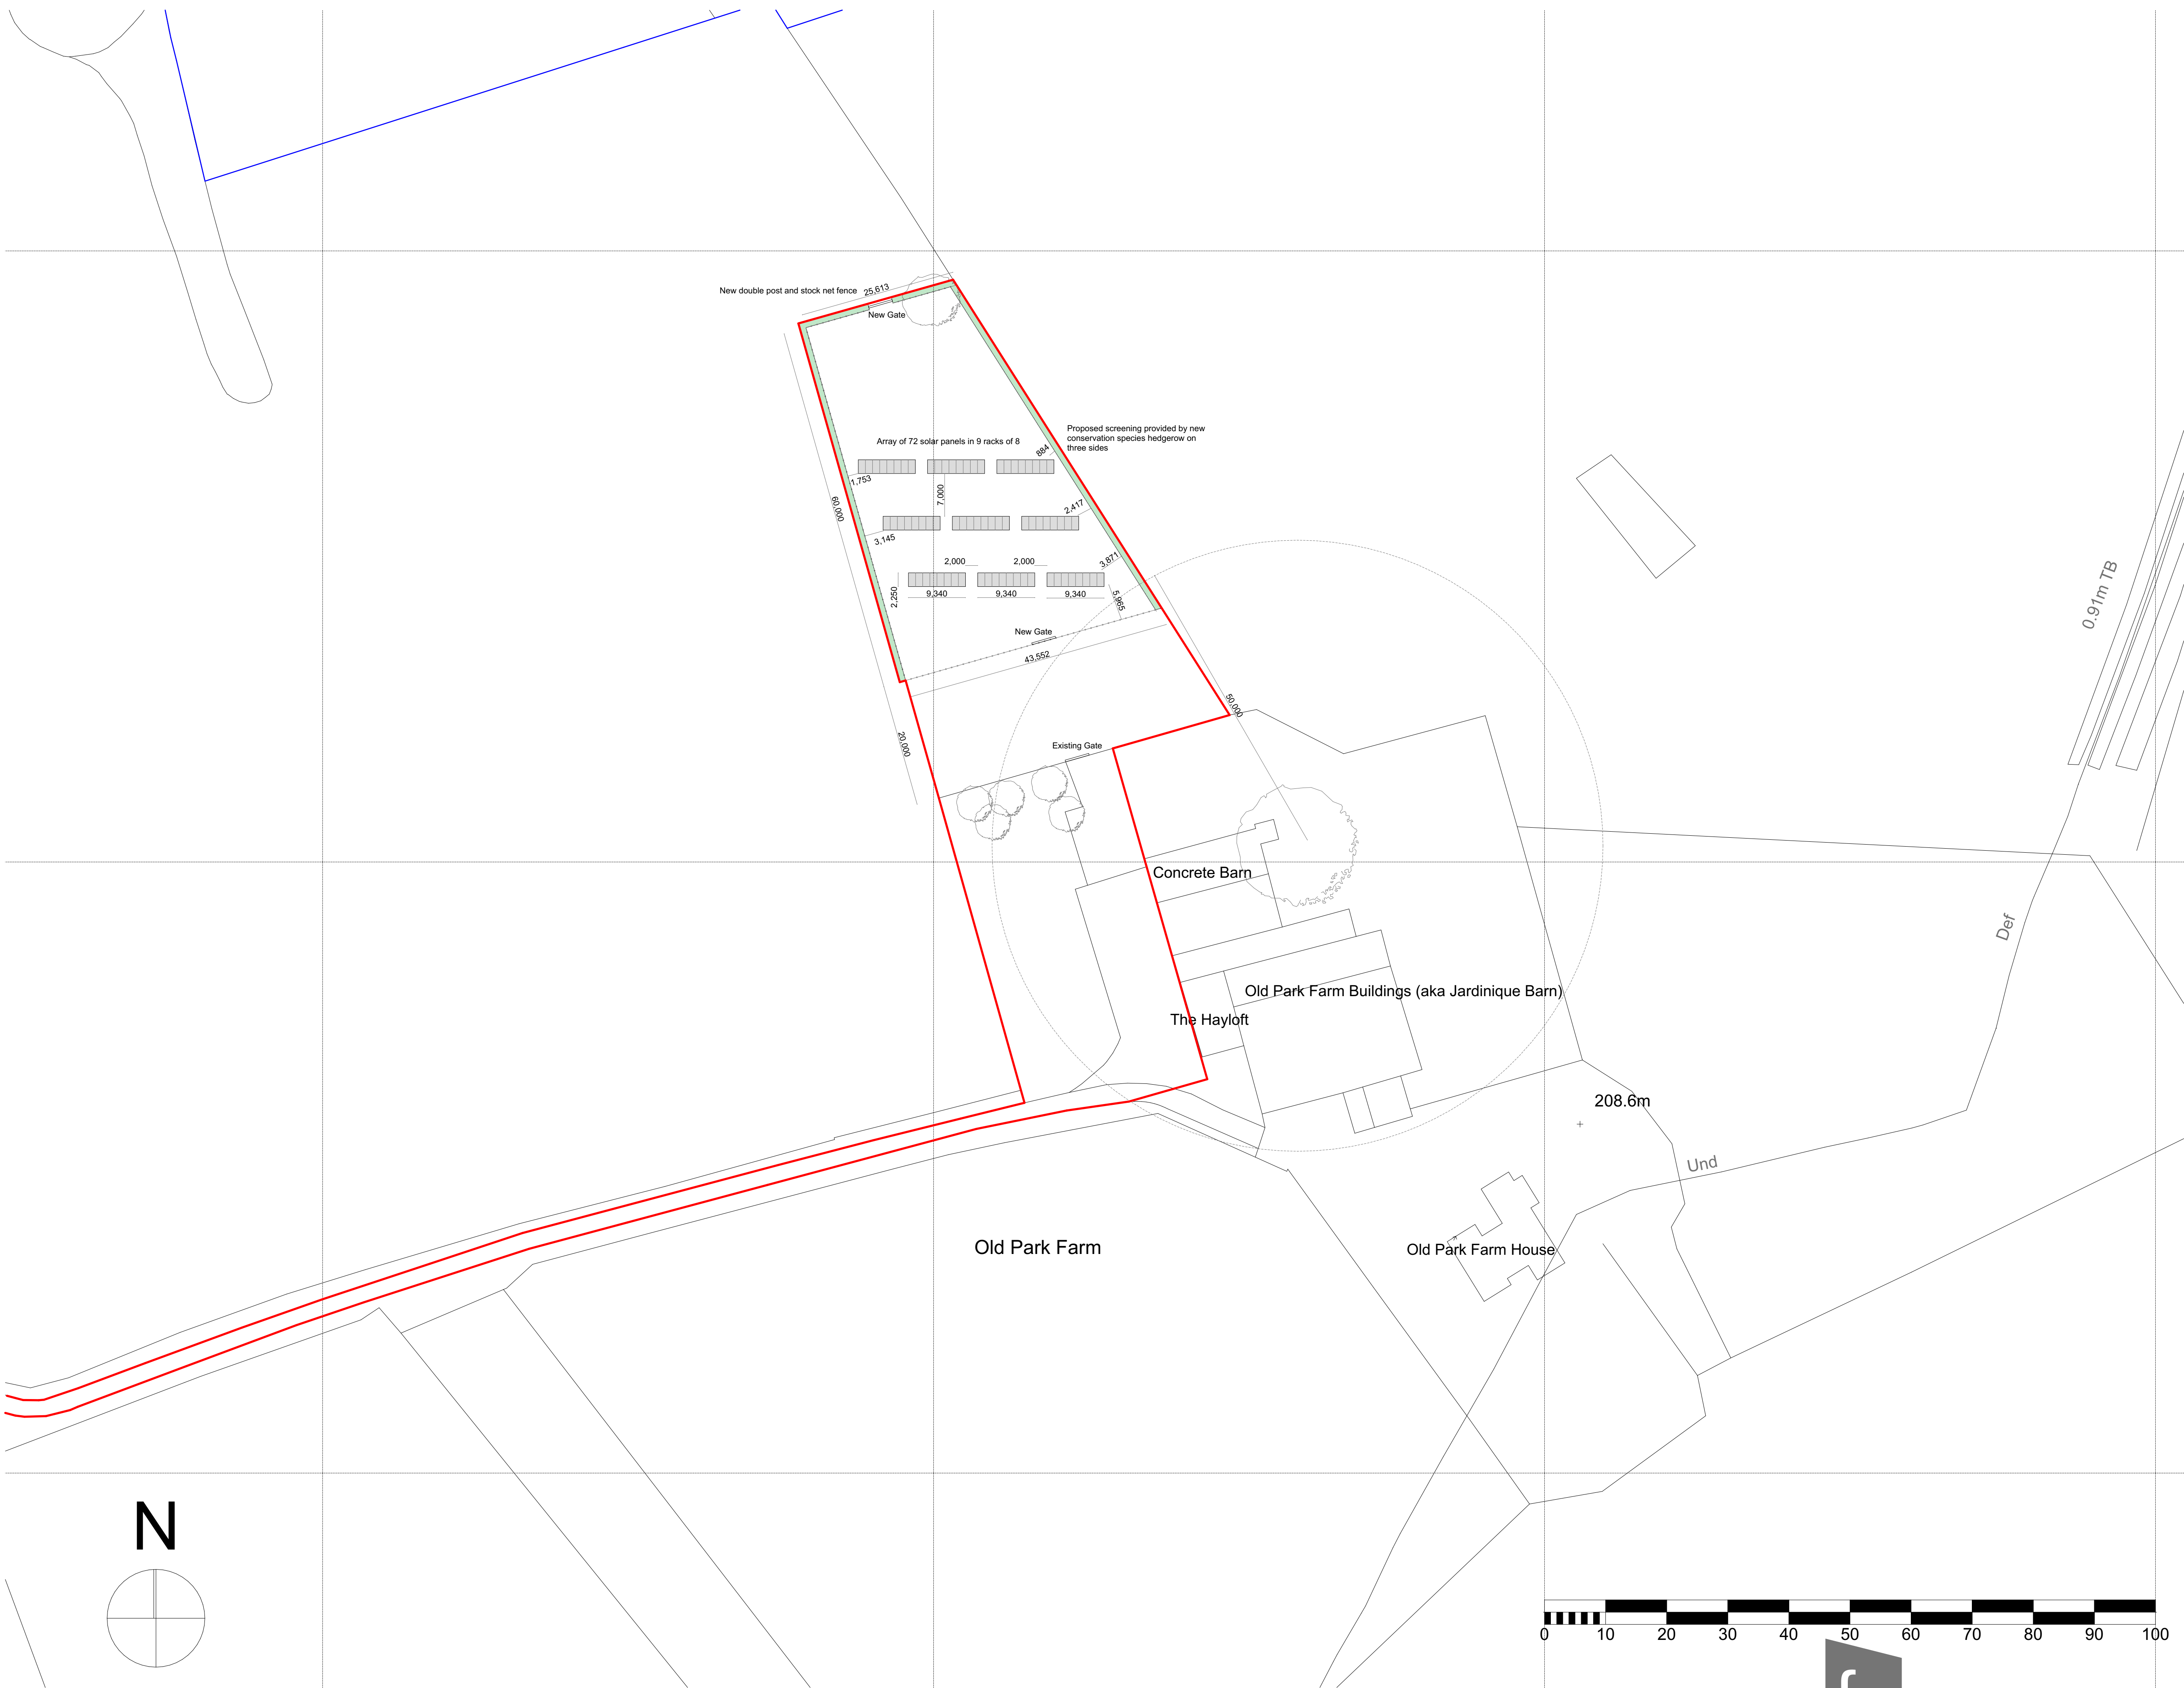 New double post and stock net fence
25,613
New Gate
Proposed screening provided by new
conservation species hedgerow on
three sides
Array of 72 solar panels in 9 racks of 8
884
1,753
7,000
60,000
2,417
3,145
3,871
2,000
2,000
2,250
9,340
9,340
9,340
5,965
0.91m TB
New Gate
43,552
50,000
20,000
Existing Gate
Concrete Barn
Def
Old Park Farm Buildings (aka Jardinique Barn)
The Hayloft
208.6m
Und
Old Park Farm
Old Park Farm House
N
0 10 20 30 40 50 60 70 80 90 100